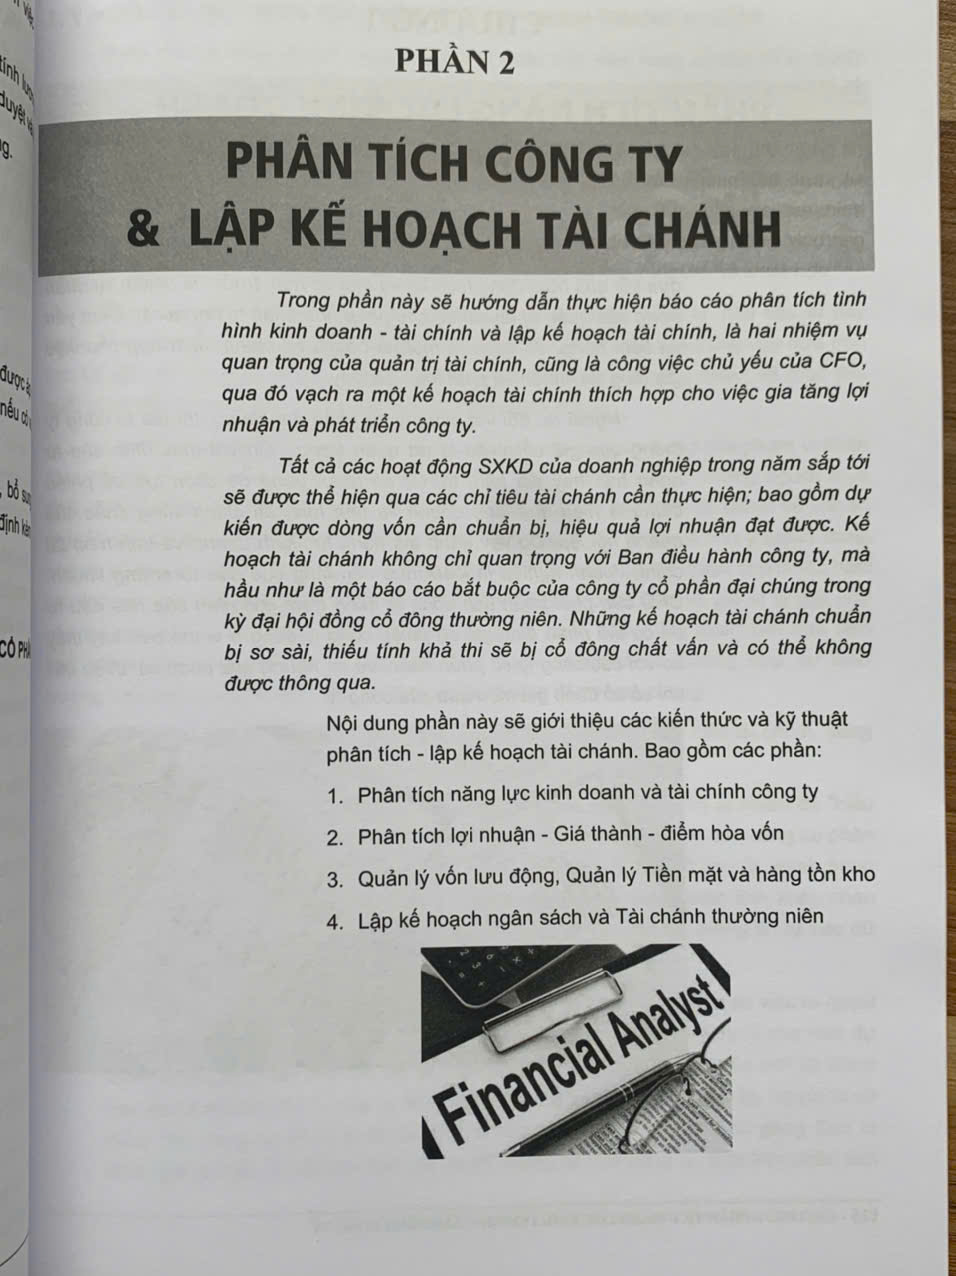 PHẦN 2
PHÂN TÍCH CÔNG TY
& LẬP KẾ HOẠCH TÀI CHÁNH
Trong phần này sẽ hướng dẫn thực hiện báo cáo phân tích tình
hình kinh doanh - tài chính và lập kế hoạch tài chính, là hai nhiệm vụ
quan trọng của quản trị tài chính, cũng là công việc chủ yếu của CFO,
qua đó vạch ra một kế hoạch tài chính thích hợp cho việc gia tăng lợi
nhuận và phát triển công ty.
Tất cả các hoạt động SXKD của doanh nghiệp trong năm sắp tới
sẽ được thể hiện qua các chỉ tiêu tài chánh cần thực hiện; bao gồm dự
kiến được dòng vốn cần chuẩn bị, hiệu quả lợi nhuận đạt được. Kế
hoạch tài chánh không chỉ quan trọng với Ban điều hành công ty, mà
hầu như là một báo cáo bắt buộc của công ty cổ phần đại chúng trong
kỳ đại hội đồng cổ đông thường niên. Những kế hoạch tài chánh chuẩn
bị sơ sài, thiếu tính khả thi sẽ bị cổ đông chất vấn và có thể không
được thông qua.
Nội dung phần này sẽ giới thiệu các kiến thức và kỹ thuật
phân tích - lập kế hoạch tài chánh. Bao gồm các phần:
1. Phân tích năng lực kinh doanh và tài chính công ty
2. Phân tích lợi nhuận - Giá thành - điểm hòa vốn
3. Quản lý vốn lưu động, Quản lý Tiền mặt và hàng tồn kho
4. Lập kế hoạch ngân sách và Tài chánh thường niên
Financial Analyst